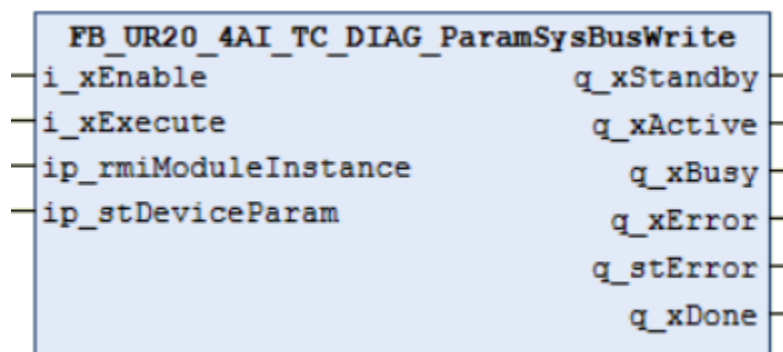 FB_UR20_4AI_TC_DIAG_ParamSysBusWrite
i_xEnable q_xStandby
i_xExecute q_xActive
ip_rmiModuleInstance q_xBusy
ip_stDeviceParam q_xError
q_stError
q_xDone